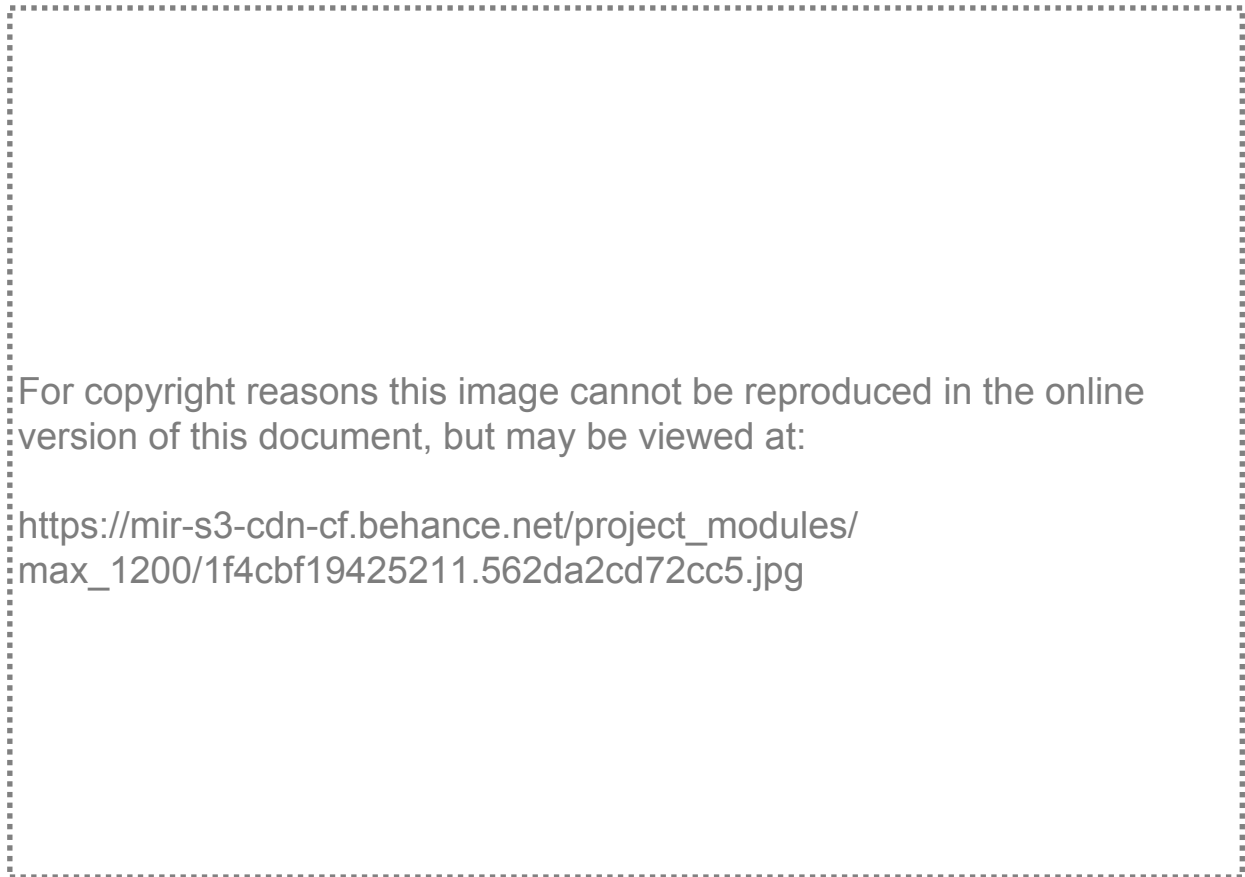 For copyright reasons this image cannot be reproduced in the online
version of this document, but may be viewed at:
https://mir-s3-cdn-cf.behance.net/project_modules/
max_1200/1f4cbf19425211.562da2cd72cc5.jpg